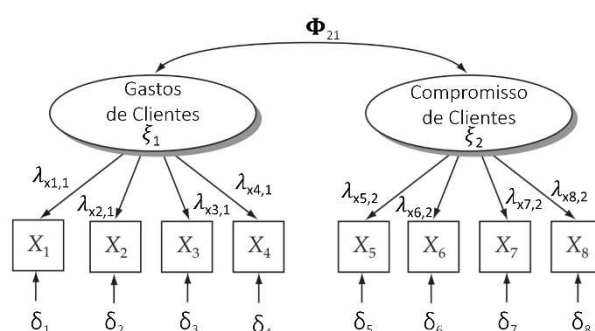 Φ21
Gastos
de Clientes
ξ1
Compromisso
de Clientes
ξ2
λx1,1 λx2,1 λx3,1 λx4,1 λx5,2 λx6,2 λx7,2 λx8,2
X1 X2 X3 X4 X5 X6 X7 X8
δ1 δ2 δ3 δ4 δ5 δ6 δ7 δ8